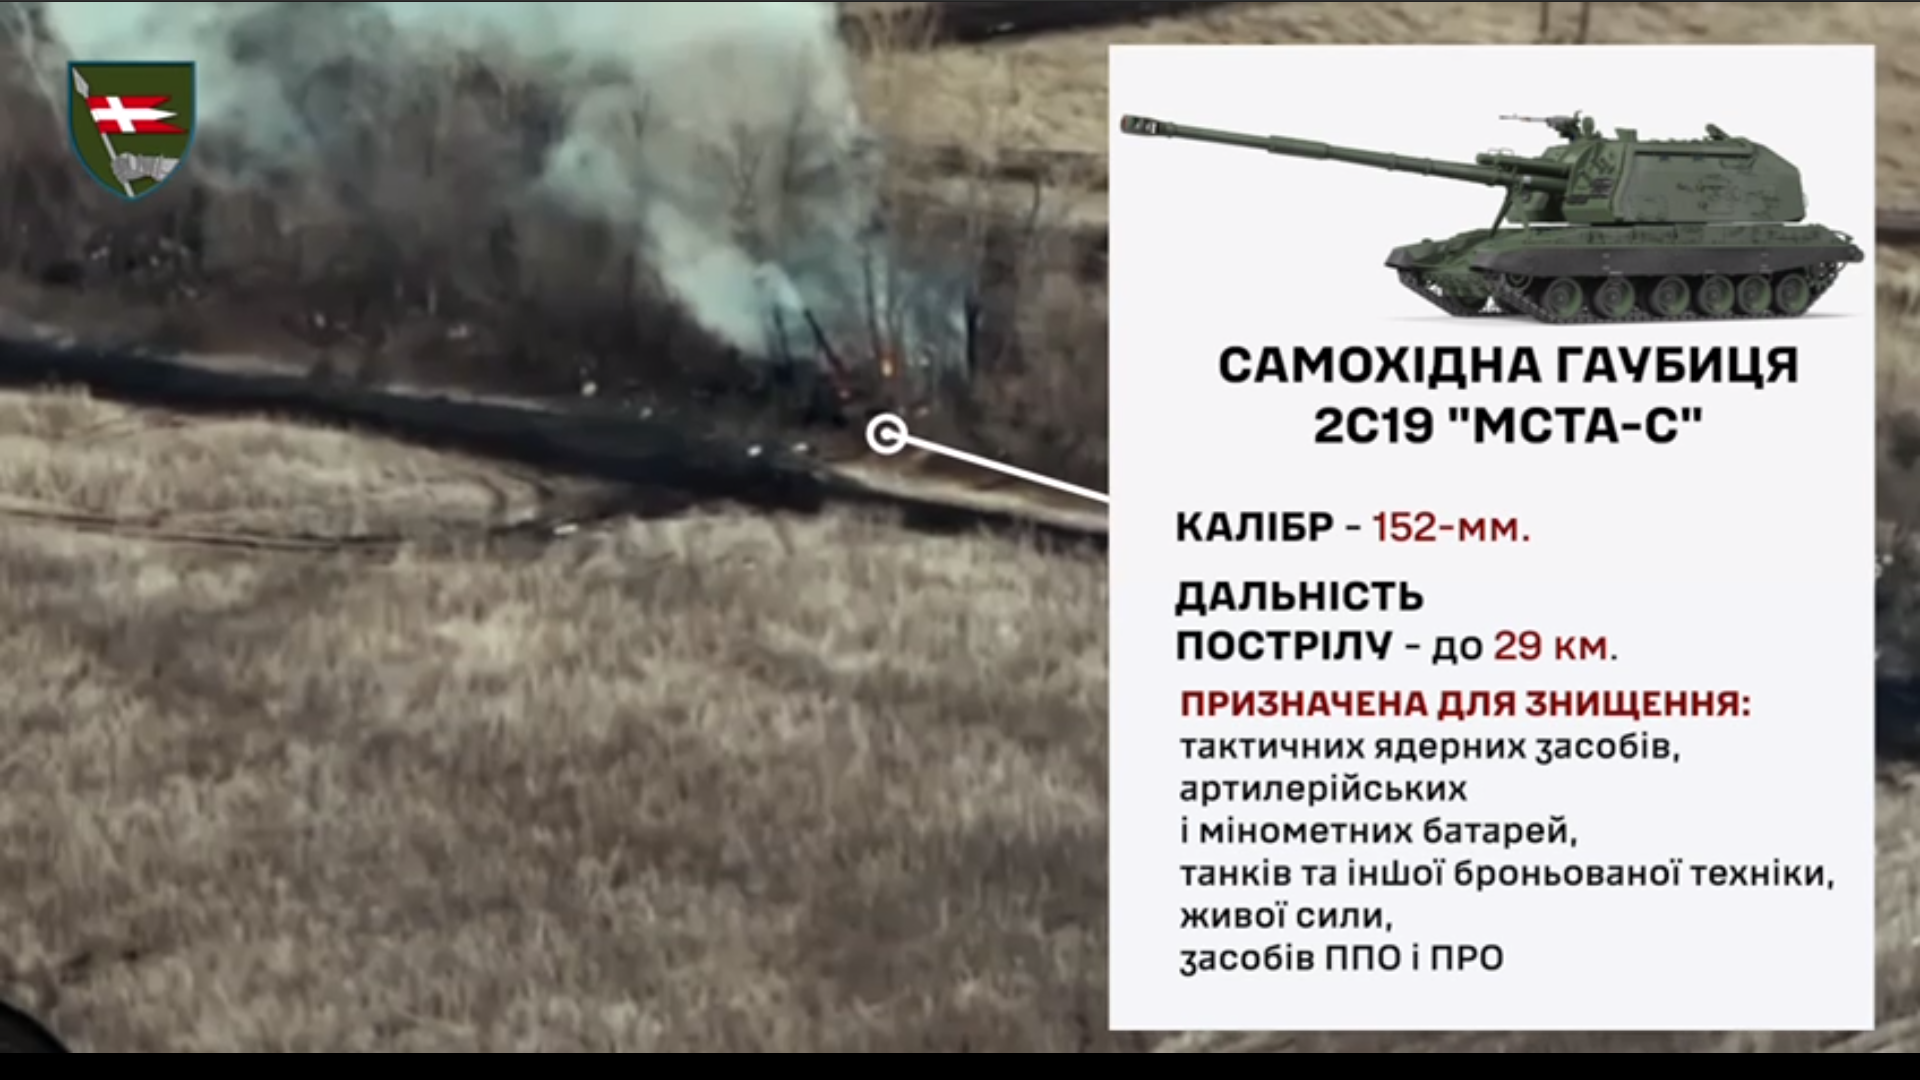 САМОХІДНА ГАУБИЦЯ
2С19 "МСТА-С"
КАЛІБР - 152-мм.
ДАЛЬНІСТЬ
ПОСТРІЛУ - до 29 км.
ПРИЗНАЧЕНА ДЛЯ ЗНИЩЕННЯ:
тактичних ядерних засобів,
артилерійських
і мінометних батарей,
танків та іншої броньованої техніки,
живої сили,
засобів ППО і ПРО